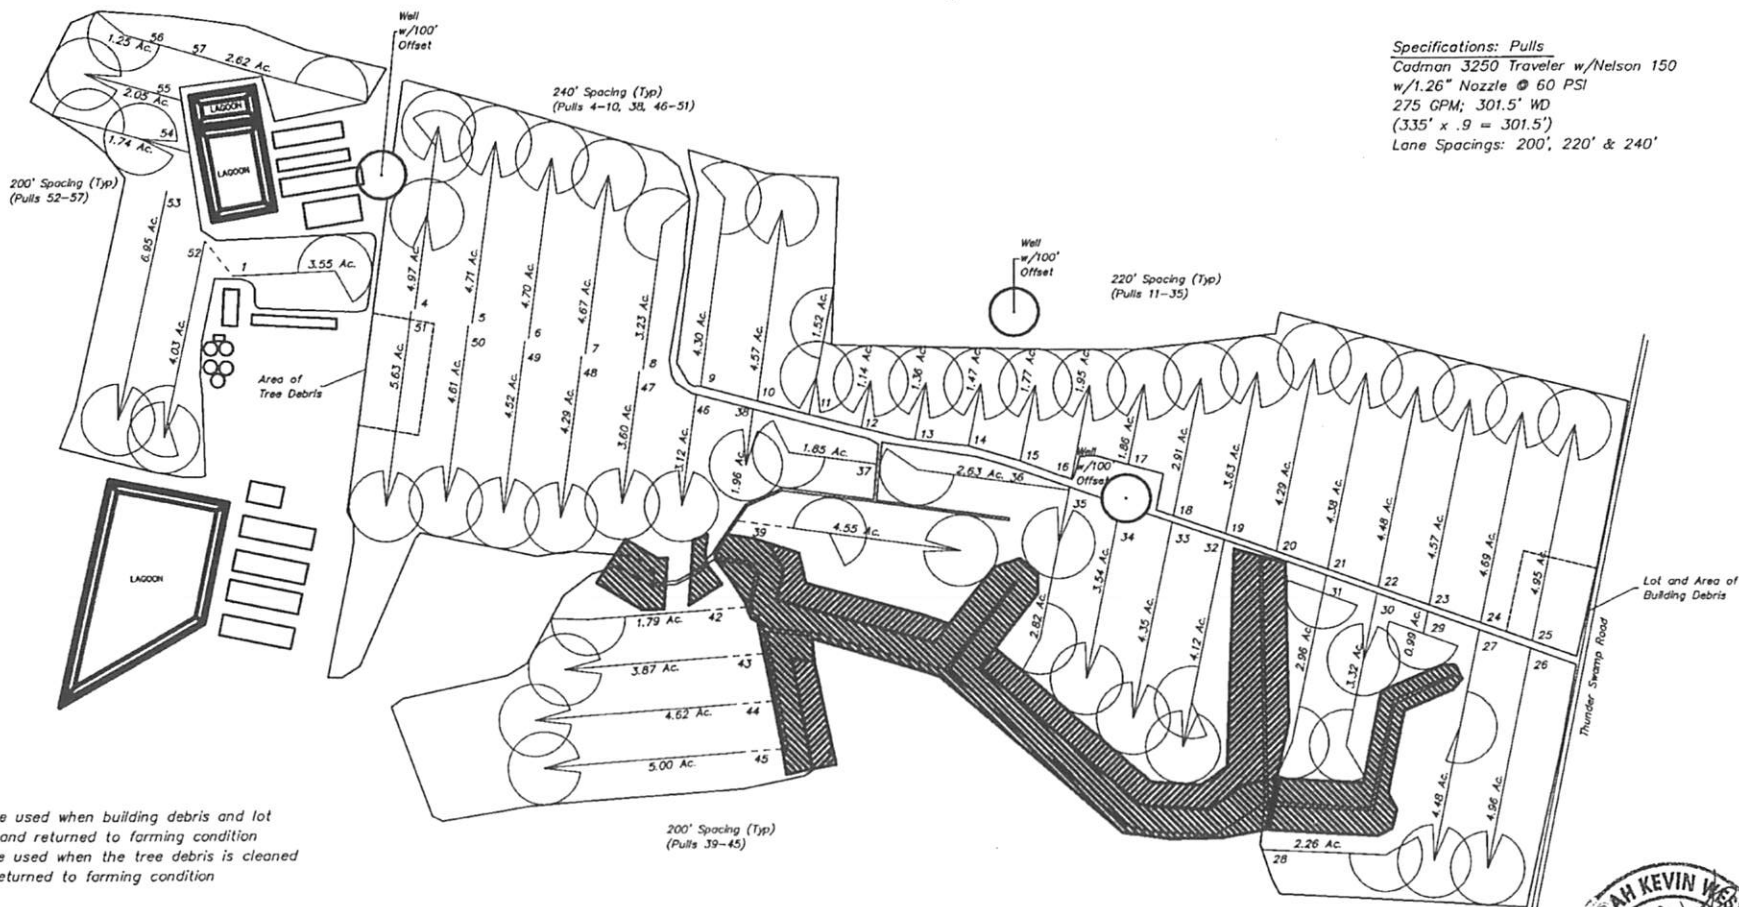 Specifications: Pulls
Cadman 3250 Traveler w/Nelson 150
w/1.26" Nozzle @ 60 PSI
275 GPM; 301.5' WD
(335' x .9 = 301.5')
Lane Spacings: 200', 220' & 240'
Well
w/100'
Offset
240' Spacing (Typ)
(Pulls 4-10, 38, 46-51)
200' Spacing (Typ)
(Pulls 52-57)
Well
w/100'
Offset
220' Spacing (Typ)
(Pulls 11-35)
1.25 Ac.
56
57
2.62 Ac.
55
2.05 Ac.
54
1.74 Ac.
LAGOON
LAGOON
53
6.95 Ac.
52
4.03 Ac.
1
3.55 Ac.
Area of
Tree Debris
4.97 Ac.
4
51
5.63 Ac.
4.71 Ac.
5
50
4.61 Ac.
4.70 Ac.
6
49
4.52 Ac.
4.67 Ac.
7
48
4.29 Ac.
3.23 Ac.
8
47
3.60 Ac.
4.30 Ac.
9
46
3.12 Ac.
4.57 Ac.
10
38
1.96 Ac.
1.52 Ac.
11
1.14 Ac.
12
1.36 Ac.
13
1.47 Ac.
14
1.77 Ac.
15
1.95 Ac.
16
1.86 Ac.
17
Well
w/100'
Offset
2.91 Ac.
18
3.63 Ac.
19
4.29 Ac.
20
4.38 Ac.
21
4.48 Ac.
22
4.57 Ac.
23
4.69 Ac.
24
4.95 Ac.
25
1.85 Ac.
37
2.63 Ac.
36
35
2.82 Ac.
34
3.54 Ac.
33
4.35 Ac.
32
4.12 Ac.
31
2.96 Ac.
30
3.32 Ac.
29
0.99 Ac.
27
4.48 Ac.
26
4.96 Ac.
28
2.26 Ac.
39
4.55 Ac.
1.79 Ac.
42
3.87 Ac.
43
4.62 Ac.
44
5.00 Ac.
45
LAGOON
Lot and Area of
Building Debris
Thunder Swamp Road
200' Spacing (Typ)
(Pulls 39-45)
used when building debris and lot
and returned to farming condition
used when the tree debris is cleaned
returned to farming condition
KEVIN